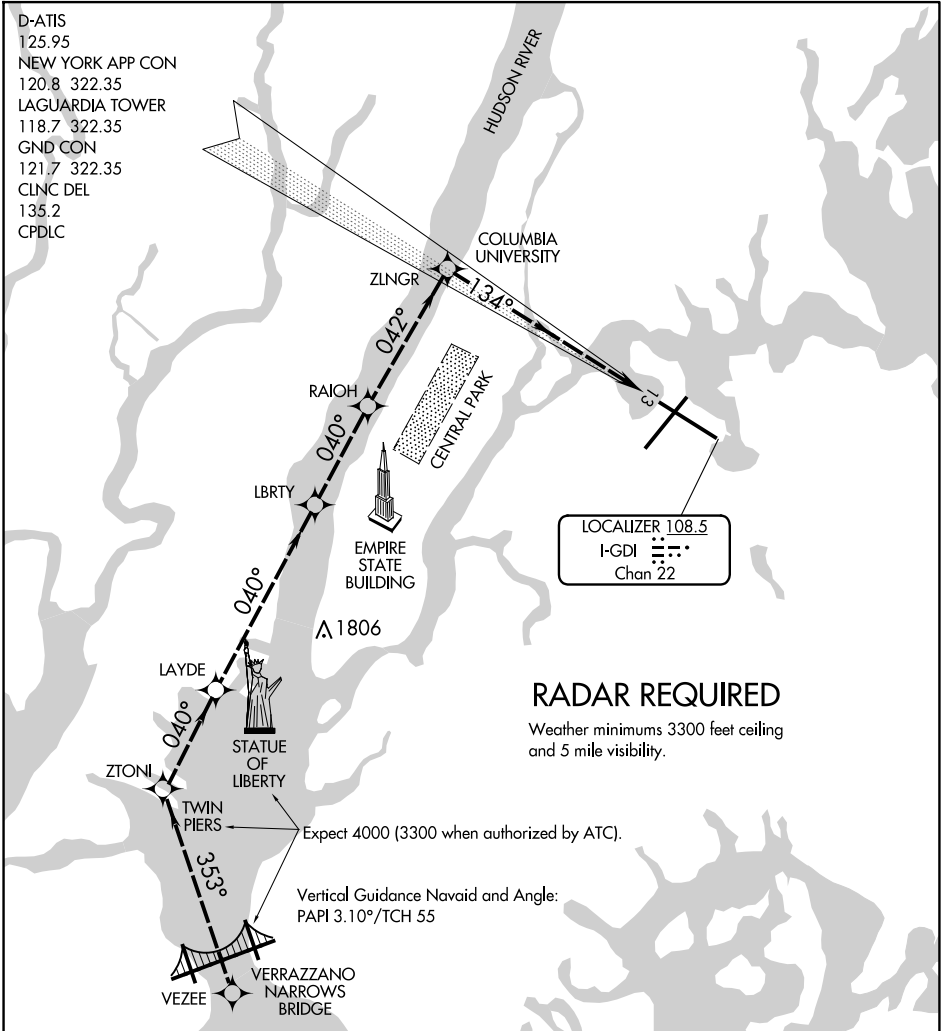 D-ATIS
125.95
NEW YORK APP CON
120.8 322.35
LAGUARDIA TOWER
118.7 322.35
GND CON
121.7 322.35
CLNC DEL
135.2
CPDLC
HUDSON RIVER
COLUMBIA
UNIVERSITY
ZLNGR
134°
042°
RAIOH
13
CENTRAL PARK
040°
LBRTY
EMPIRE
STATE
BUILDING
LOCALIZER 108.5
I-GDI
Chan 22
040°
1806
LAYDE
RADAR REQUIRED
Weather minimums 3300 feet ceiling
and 5 mile visibility.
040°
STATUE
OF
LIBERTY
ZTONI
TWIN
PIERS
Expect 4000 (3300 when authorized by ATC).
353°
Vertical Guidance Navaid and Angle:
PAPI 3.10°/TCH 55
VEZEE
VERRAZZANO
NARROWS
BRIDGE